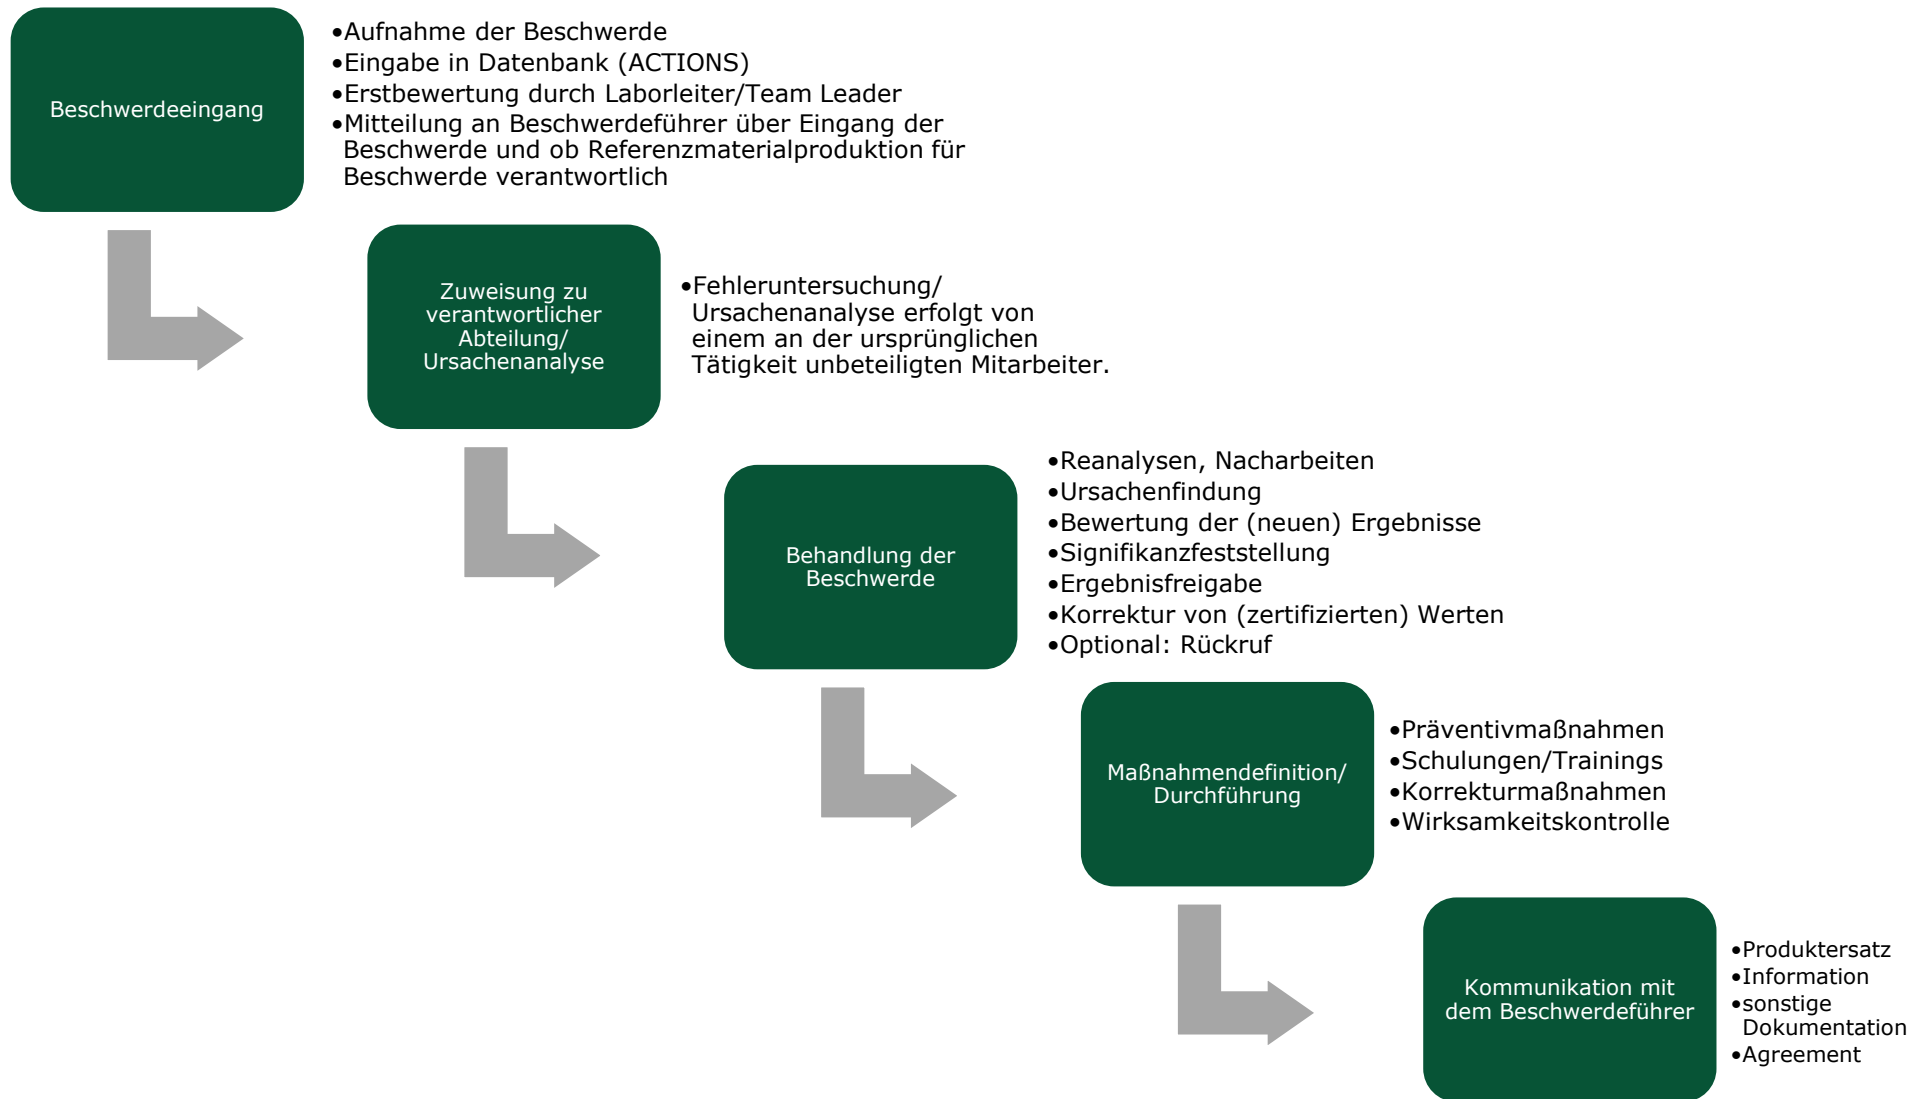 Beschwerdeeingang
•Aufnahme der Beschwerde
•Eingabe in Datenbank (ACTIONS)
•Erstbewertung durch Laborleiter/Team Leader
•Mitteilung an Beschwerdeführer über Eingang der
Beschwerde und ob Referenzmaterialproduktion für
Beschwerde verantwortlich
Zuweisung zu
verantwortlicher
Abteilung/
Ursachenanalyse
•Fehleruntersuchung/
Ursachenanalyse erfolgt von
einem an der ursprünglichen
Tätigkeit unbeteiligten Mitarbeiter.
Behandlung der
Beschwerde
•Reanalysen, Nacharbeiten
•Ursachenfindung
•Bewertung der (neuen) Ergebnisse
•Signifikanzfeststellung
•Ergebnisfreigabe
•Korrektur von (zertifizierten) Werten
•Optional: Rückruf
Maßnahmendefinition/
Durchführung
•Präventivmaßnahmen
•Schulungen/Trainings
•Korrekturmaßnahmen
•Wirksamkeitskontrolle
Kommunikation mit
dem Beschwerdeführer
•Produktersatz
•Information
•sonstige
Dokumentation
•Agreement